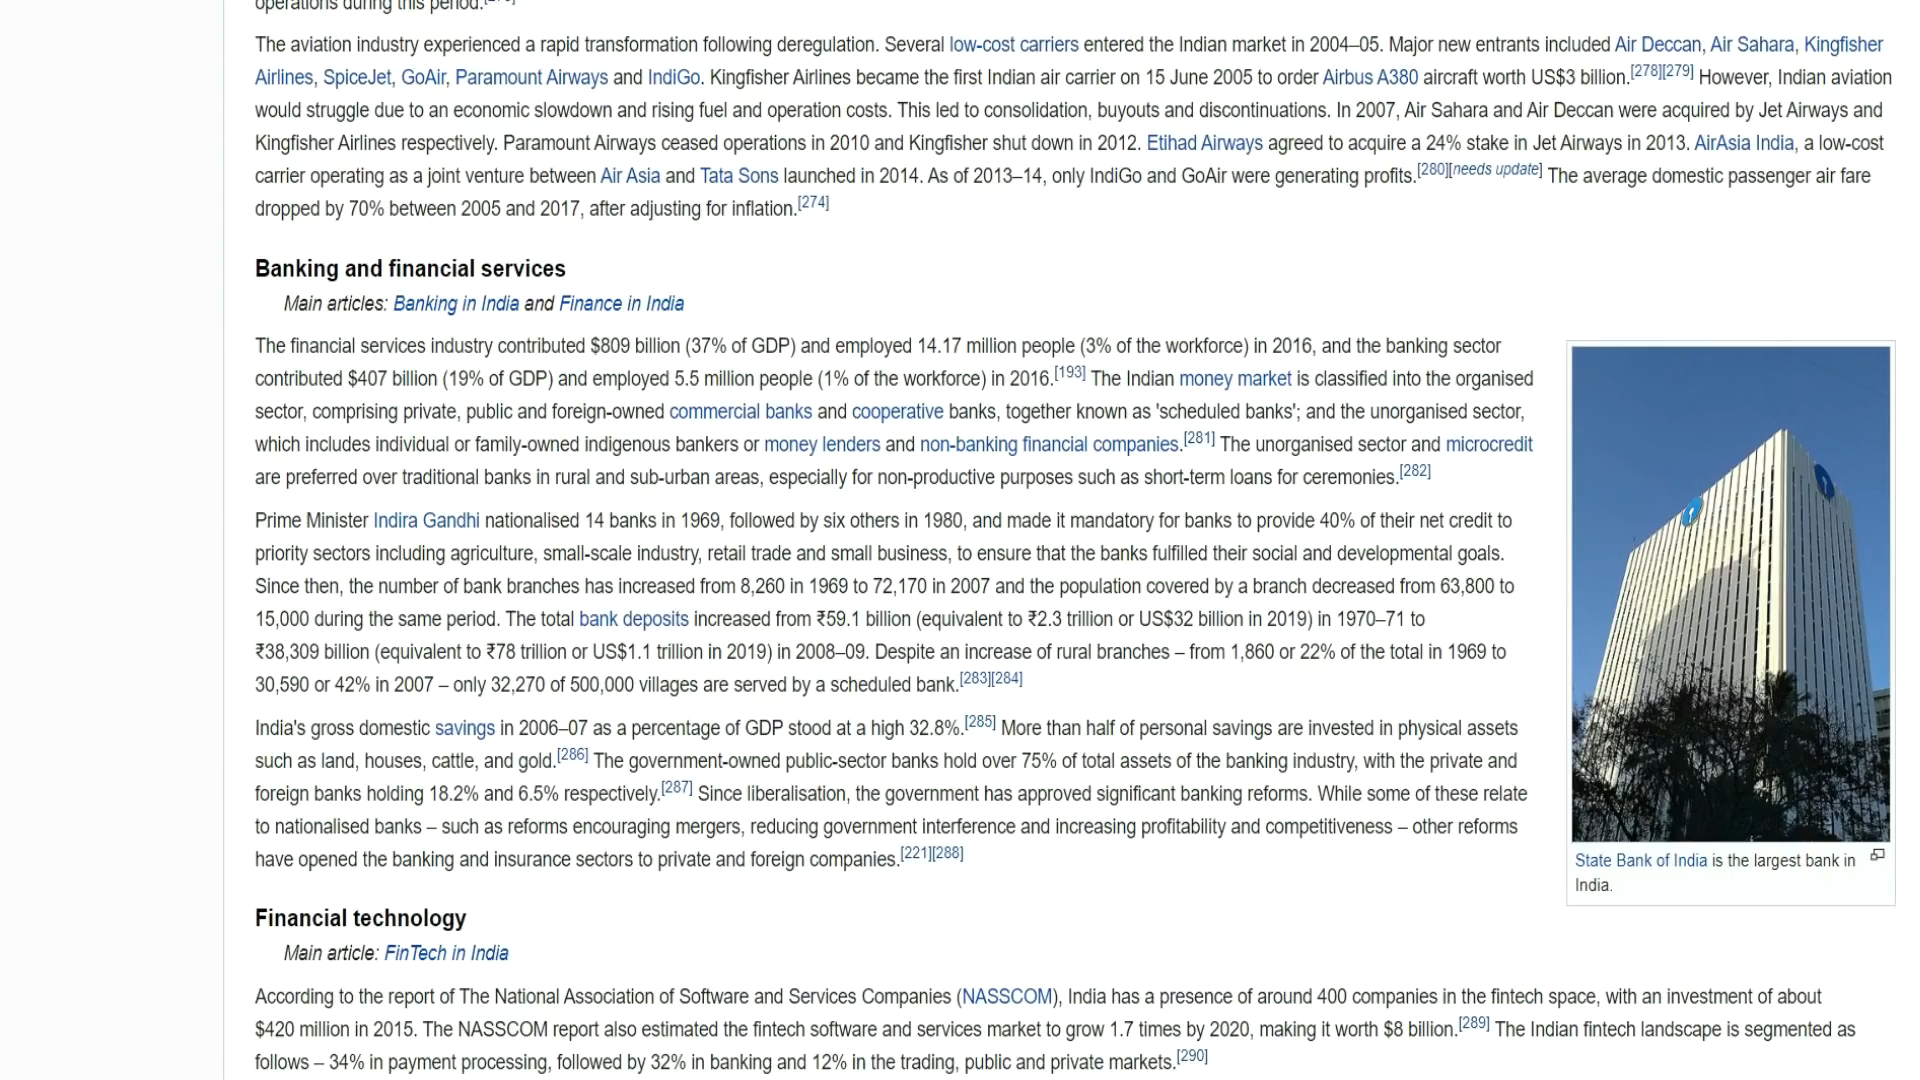 operations during this period.
The aviation industry experienced a rapid transformation following deregulation. Several low-cost carriers entered the Indian market in 2004–05. Major new entrants included Air Deccan, Air Sahara, Kingfisher
Airlines, SpiceJet, GoAir, Paramount Airways and IndiGo. Kingfisher Airlines became the first Indian air carrier on 15 June 2005 to order Airbus A380 aircraft worth US$3 billion.[278][279] However, Indian aviation
would struggle due to an economic slowdown and rising fuel and operation costs. This led to consolidation, buyouts and discontinuations. In 2007, Air Sahara and Air Deccan were acquired by Jet Airways and
Kingfisher Airlines respectively. Paramount Airways ceased operations in 2010 and Kingfisher shut down in 2012. Etihad Airways agreed to acquire a 24% stake in Jet Airways in 2013. AirAsia India, a low-cost
carrier operating as a joint venture between Air Asia and Tata Sons launched in 2014. As of 2013–14, only IndiGo and GoAir were generating profits.[280][needs update] The average domestic passenger air fare
dropped by 70% between 2005 and 2017, after adjusting for inflation.[274]
Banking and financial services
Main articles: Banking in India and Finance in India
The financial services industry contributed $809 billion (37% of GDP) and employed 14.17 million people (3% of the workforce) in 2016, and the banking sector
contributed $407 billion (19% of GDP) and employed 5.5 million people (1% of the workforce) in 2016.[193] The Indian money market is classified into the organised
sector, comprising private, public and foreign-owned commercial banks and cooperative banks, together known as 'scheduled banks'; and the unorganised sector,
which includes individual or family-owned indigenous bankers or money lenders and non-banking financial companies.[281] The unorganised sector and microcredit
are preferred over traditional banks in rural and sub-urban areas, especially for non-productive purposes such as short-term loans for ceremonies.[282]
Prime Minister Indira Gandhi nationalised 14 banks in 1969, followed by six others in 1980, and made it mandatory for banks to provide 40% of their net credit to
priority sectors including agriculture, small-scale industry, retail trade and small business, to ensure that the banks fulfilled their social and developmental goals.
Since then, the number of bank branches has increased from 8,260 in 1969 to 72,170 in 2007 and the population covered by a branch decreased from 63,800 to
15,000 during the same period. The total bank deposits increased from ₹59.1 billion (equivalent to ₹2.3 trillion or US$32 billion in 2019) in 1970–71 to
₹38,309 billion (equivalent to ₹78 trillion or US$1.1 trillion in 2019) in 2008–09. Despite an increase of rural branches – from 1,860 or 22% of the total in 1969 to
30,590 or 42% in 2007 – only 32,270 of 500,000 villages are served by a scheduled bank.[283][284]
India's gross domestic savings in 2006–07 as a percentage of GDP stood at a high 32.8%.[285] More than half of personal savings are invested in physical assets
such as land, houses, cattle, and gold.[286] The government-owned public-sector banks hold over 75% of total assets of the banking industry, with the private and
foreign banks holding 18.2% and 6.5% respectively.[287] Since liberalisation, the government has approved significant banking reforms. While some of these relate
to nationalised banks – such as reforms encouraging mergers, reducing government interference and increasing profitability and competitiveness – other reforms
have opened the banking and insurance sectors to private and foreign companies.[221][288]
State Bank of India is the largest bank in
India.
Financial technology
Main article: FinTech in India
According to the report of The National Association of Software and Services Companies (NASSCOM), India has a presence of around 400 companies in the fintech space, with an investment of about
$420 million in 2015. The NASSCOM report also estimated the fintech software and services market to grow 1.7 times by 2020, making it worth $8 billion.[289] The Indian fintech landscape is segmented as
follows – 34% in payment processing, followed by 32% in banking and 12% in the trading, public and private markets.[290]